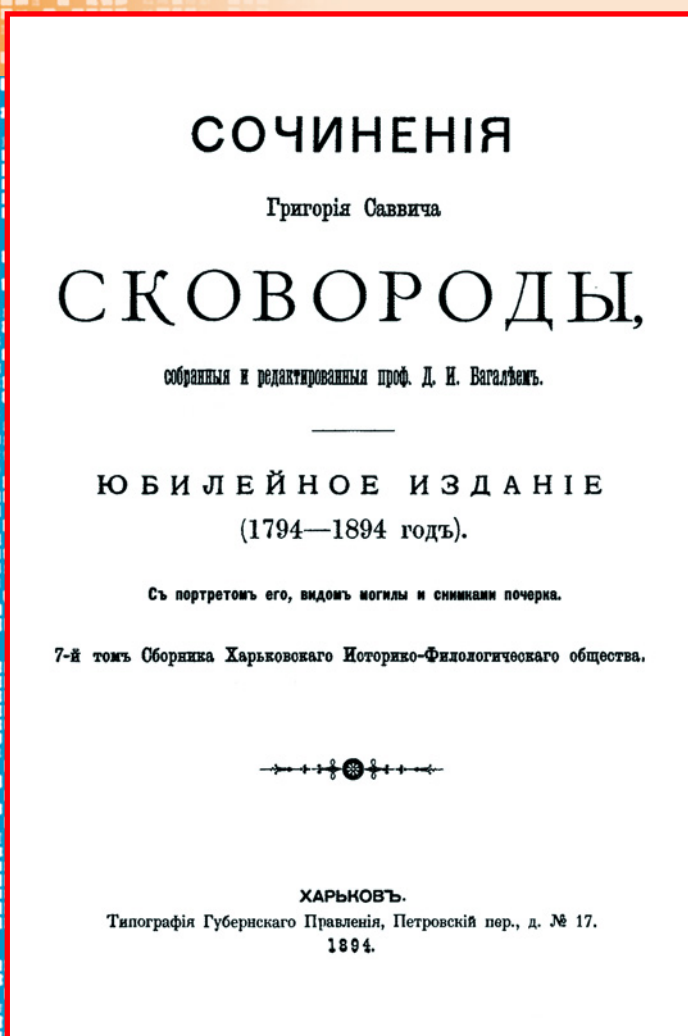 СОЧИНЕНІЯ
Григорія Саввича
СКОВОРОДЫ,
собранныя и редактированныя проф. Д. И. Багалѣемъ.
ЮБИЛЕЙНОЕ ИЗДАНІЕ
(1794—1894 годъ).
Съ портретомъ его, видомъ могилы и снимками почерка.
7-й томъ Сборника Харьковскаго Историко-Филологическаго общества.
ХАРЬКОВЪ.
Типографія Губернскаго Правленія, Петровскій пер., д. № 17.
1894.